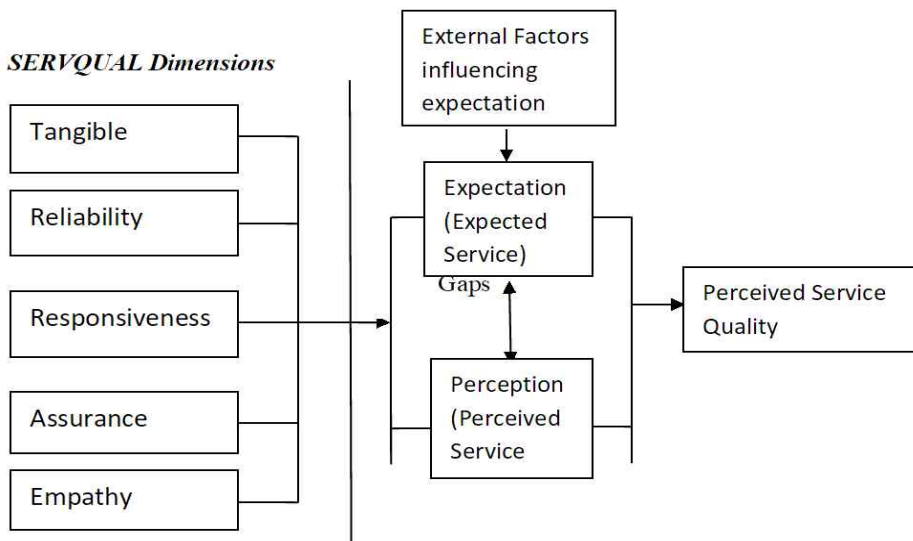 SERVQUAL Dimensions
Tangible
Reliability
Responsiveness
Assurance
Empathy
External Factors
influencing
expectation
Expectation
(Expected
Service)
Gaps
Perception
(Perceived
Service
Perceived Service
Quality